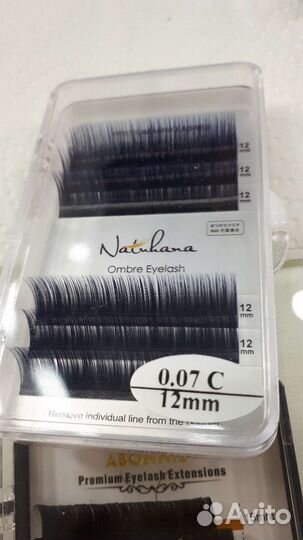 12
mm
12
mm
12
mm
Natuhana
Ombre Eyelash
12
mm
12
mm
0.07 C
12mm
Remove individual line from the bottom
Premium Eyelash Extensions
Avito